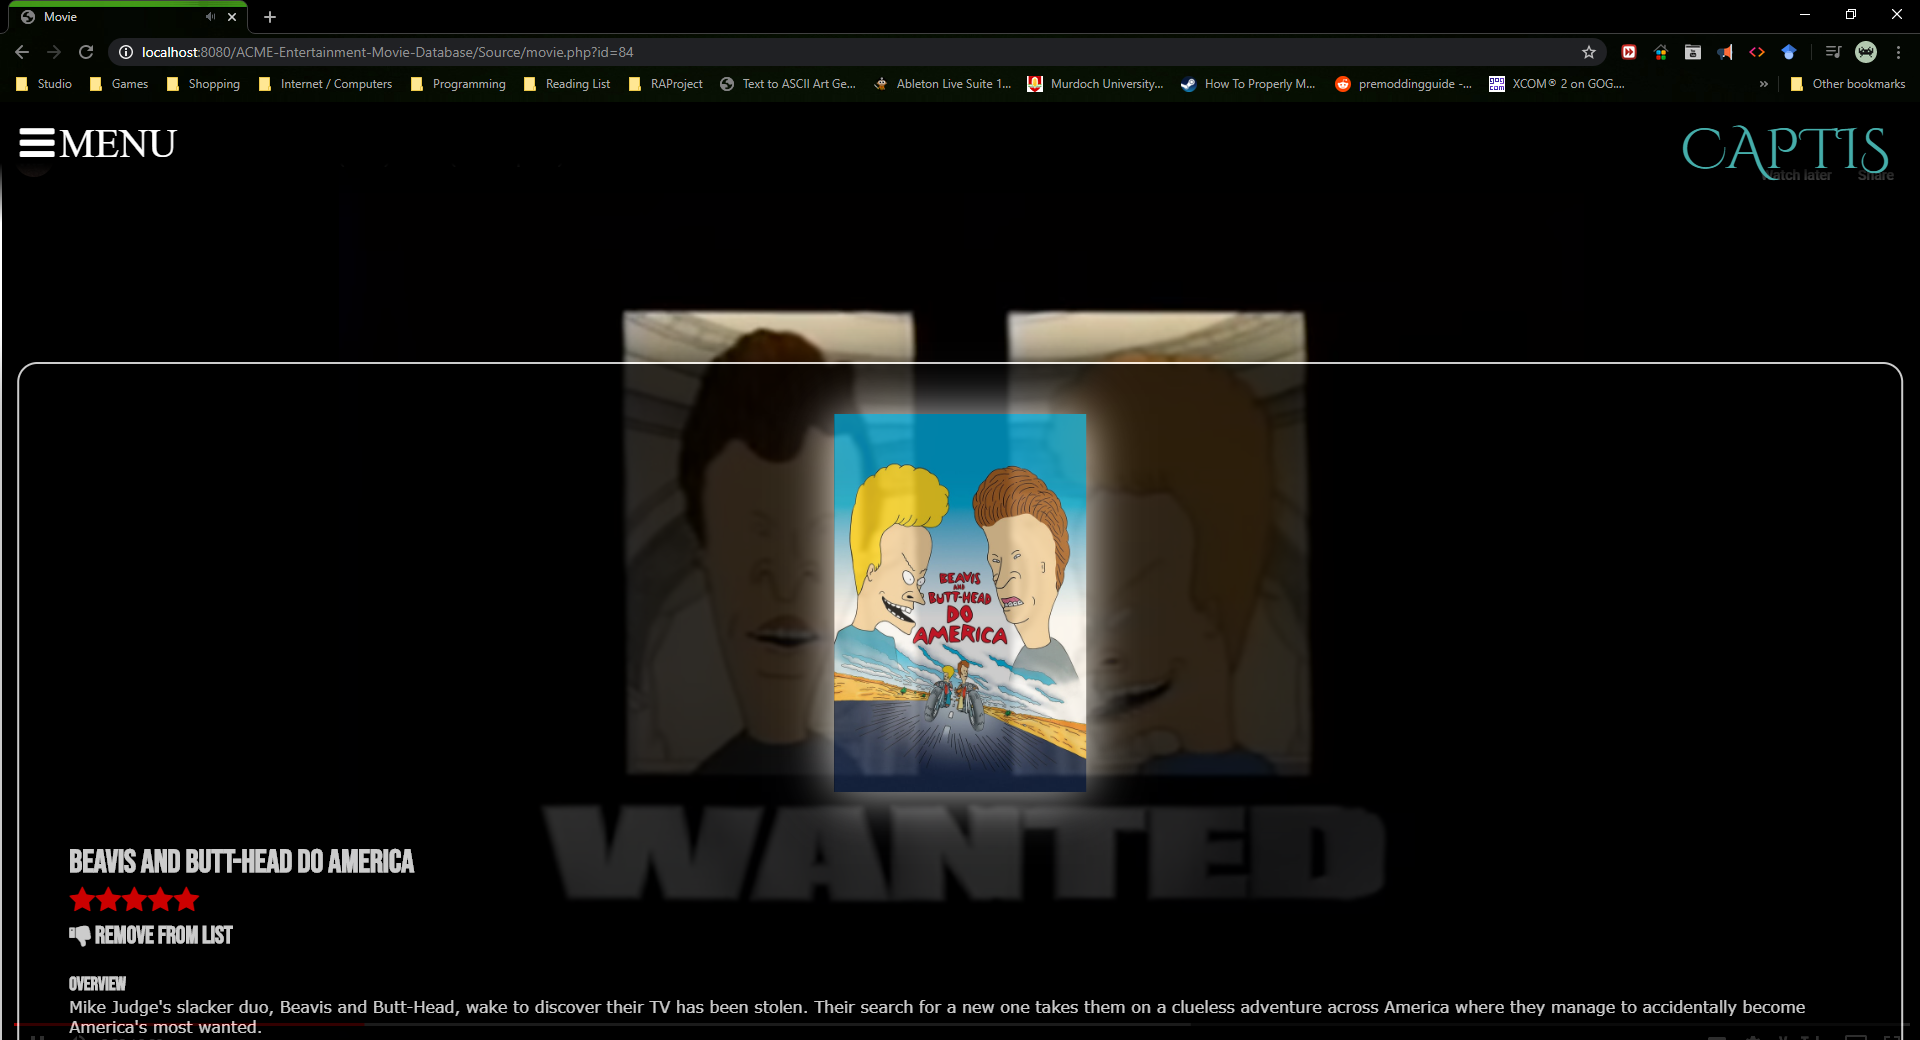 Movie
localhost:8080/ACME-Entertainment-Movie-Database/Source/movie.php?id=84
Studio Games Shopping Internet / Computers Programming Reading List RAProject Text to ASCII Art Ge... Ableton Live Suite 1... Murdoch University... How To Properly M... premoddingguide -... XCOM® 2 on GOG.... » Other bookmarks
MENU
CAPTIS
Watch later Share
BEAVIS
AND
BUTT-HEAD
DO
AMERICA
WANTED
BEAVIS AND BUTT-HEAD DO AMERICA
REMOVE FROM LIST
OVERVIEW
Mike Judge's slacker duo, Beavis and Butt-Head, wake to discover their TV has been stolen. Their search for a new one takes them on a clueless adventure across America where they manage to accidentally become
America's most wanted.